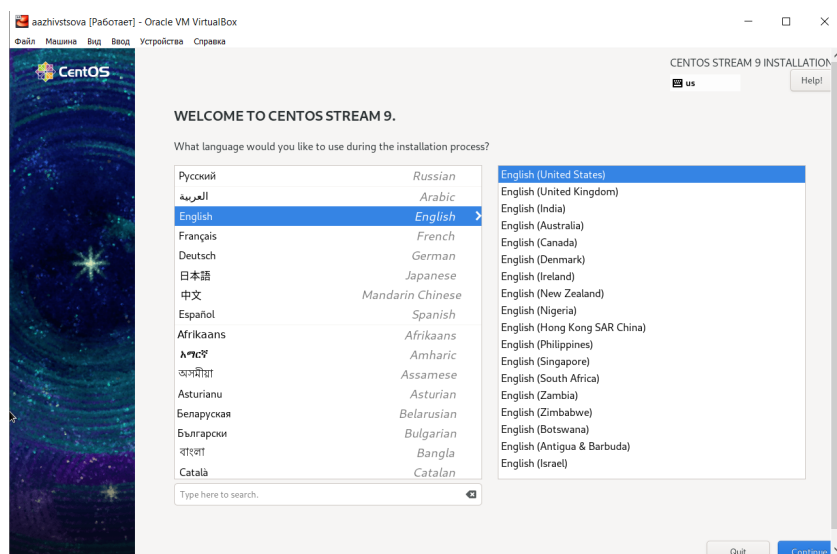 aazhivstsova [Работает] - Oracle VM VirtualBox
Файл Машина Вид Ввод Устройства Справка
CentOS
CENTOS STREAM 9 INSTALLATION
us
Help!
WELCOME TO CENTOS STREAM 9.
What language would you like to use during the installation process?
Русский Russian
العربية Arabic
English English
Français French
Deutsch German
日本語 Japanese
中文 Mandarin Chinese
Español Spanish
Afrikaans Afrikaans
አማርኛ Amharic
অসমীয়া Assamese
Asturianu Asturian
Беларуская Belarusian
Български Bulgarian
বাংলা Bangla
Català Catalan
Type here to search.
English (United States)
English (United Kingdom)
English (India)
English (Australia)
English (Canada)
English (Denmark)
English (Ireland)
English (New Zealand)
English (Nigeria)
English (Hong Kong SAR China)
English (Philippines)
English (Singapore)
English (South Africa)
English (Zambia)
English (Zimbabwe)
English (Botswana)
English (Antigua & Barbuda)
English (Israel)
Quit
Continue